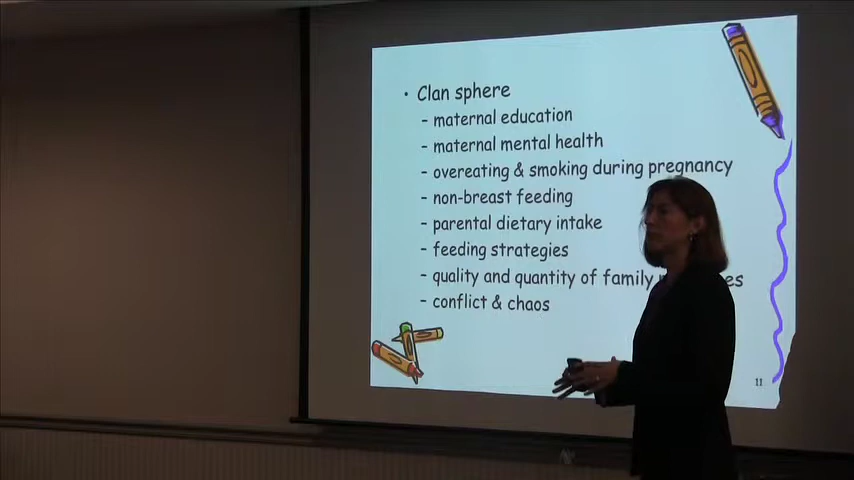 • Clan sphere
- maternal education
- maternal mental health
- overeating & smoking during pregnancy
- non-breast feeding
- parental dietary intake
- feeding strategies
- quality and quantity of family
- conflict & chaos
11